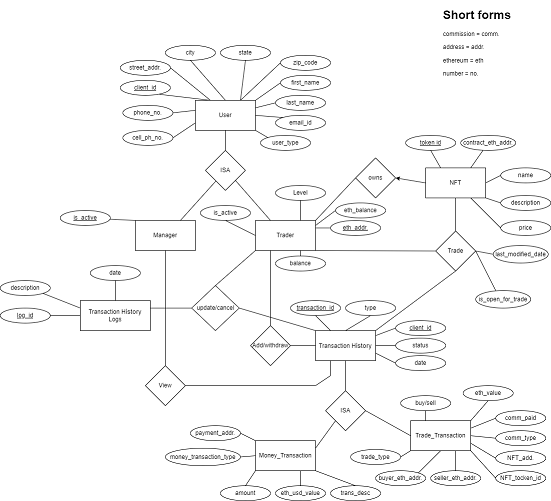 Short forms
commission = comm.
address = addr.
ethereum = eth
number = no.
city
state
street_addr.
zip_code
client_id
first_name
phone_no.
last_name
User
email_id
cell_ph_no.
user_type
token id
contract_eth_addr.
ISA
owns
NFT
name
Level
description
is_active
is_active
eth_balance
price
eth_addr.
Manager
Trader
Trade
last_modified_date
balance
date
description
is_open_for_trade
log_id
Transaction History
Logs
update/cancel
transaction_id
type
client_id
Add/withdraw
Transaction History
status
date
View
ISA
buy/sell
eth_value
payment_addr.
comm_paid
Trade_Transaction
comm_type
money_transaction_type
Money_Transaction
trade_type
NFT_add.
buyer_eth_addr.
seller_eth_addr.
NFT_tocken_id
amount
eth_usd_value
trans_desc